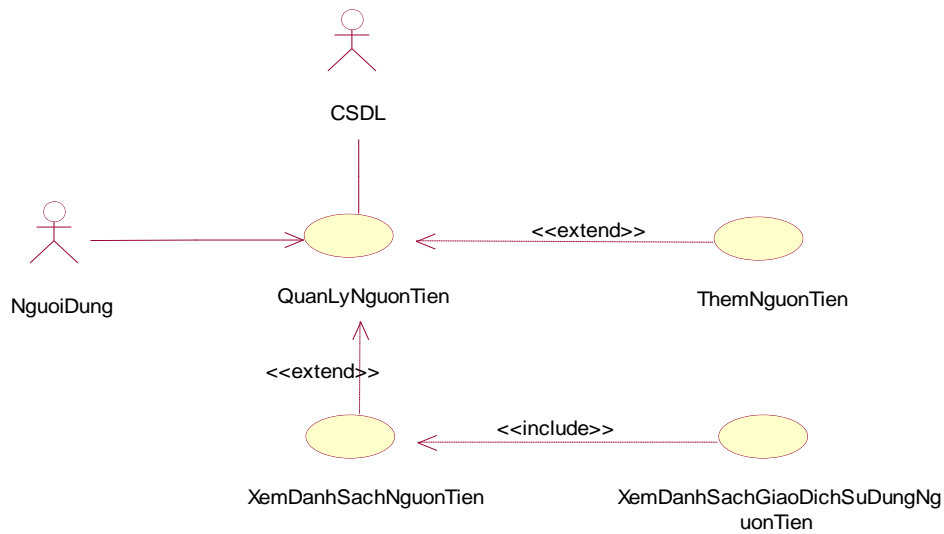 CSDL
<<extend>>
NguoiDung
QuanLyNguonTien
ThemNguonTien
<<extend>>
<<include>>
XemDanhSachNguonTien
XemDanhSachGiaoDichSuDungNg
uonTien